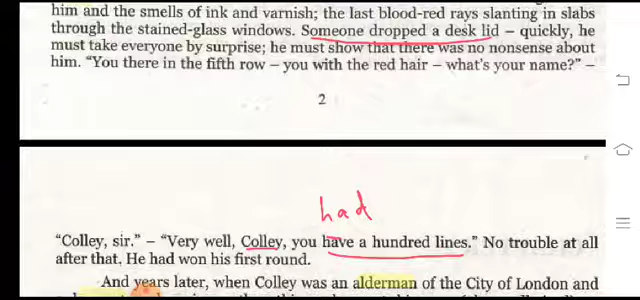 him and the smells of ink and varnish; the last blood-red rays slanting in slabs
through the stained-glass windows. Someone dropped a desk lid – quickly, he
must take everyone by surprise; he must show that there was no nonsense about
him. “You there in the fifth row – you with the red hair – what's your name?” –
2
had
“Colley, sir.” – “Very well, Colley, you have a hundred lines.” No trouble at all
after that. He had won his first round.
And years later, when Colley was an alderman of the City of London and